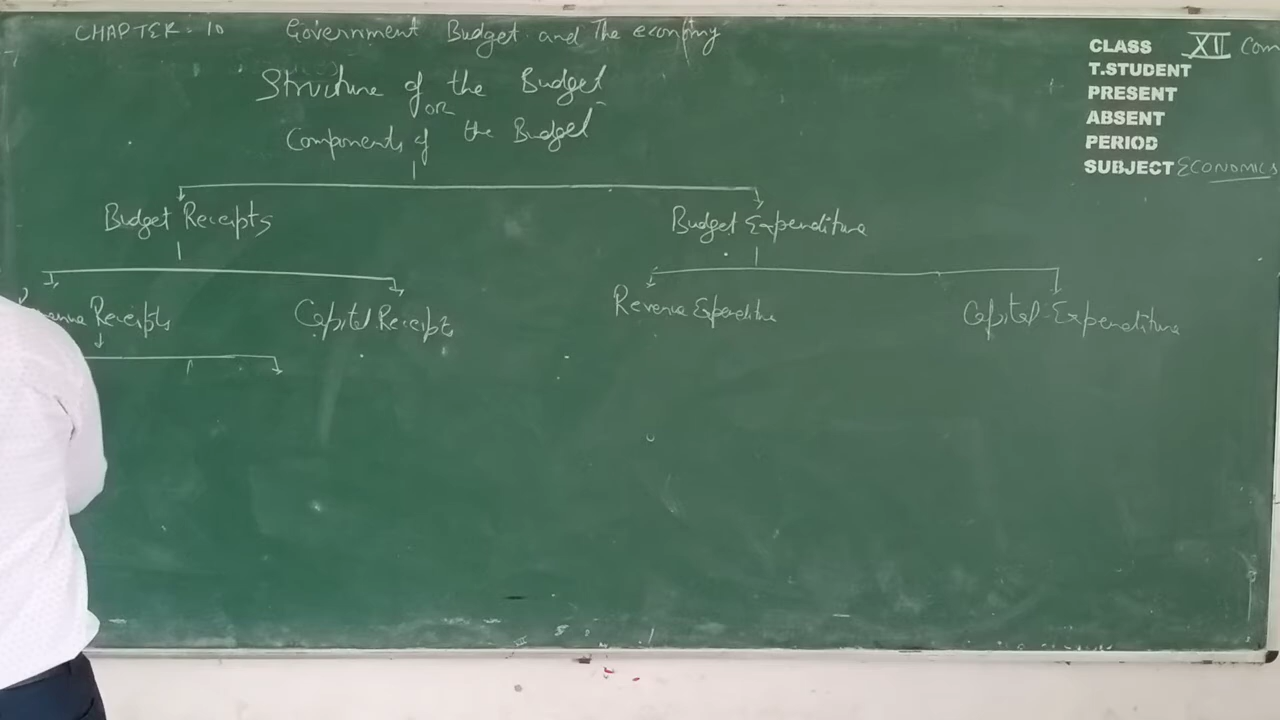 CHAPTER - 10 Government Budget and The economy
Structure of the Budget
OR
Components of the Budget
Budget Receipts Budget Expenditure
Receipts Capital Receipts Revenue Expenditure Capital Expenditure
CLASS XII Com
T.STUDENT
PRESENT
ABSENT
PERIOD
SUBJECT ECONOMICS